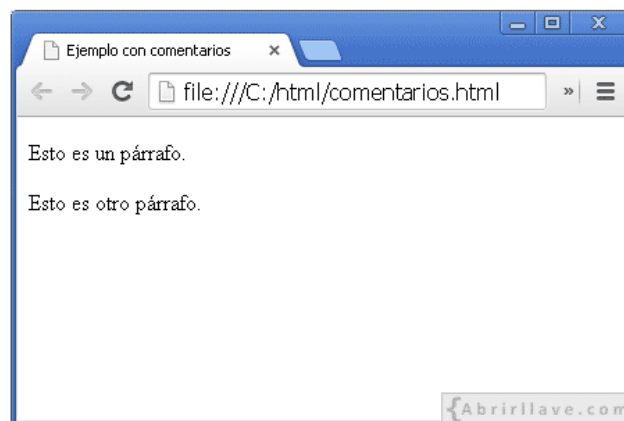 Ejemplo con comentarios
file:///C:/html/comentarios.html
Esto es un párrafo.
Esto es otro párrafo.
{Abrirllave.com